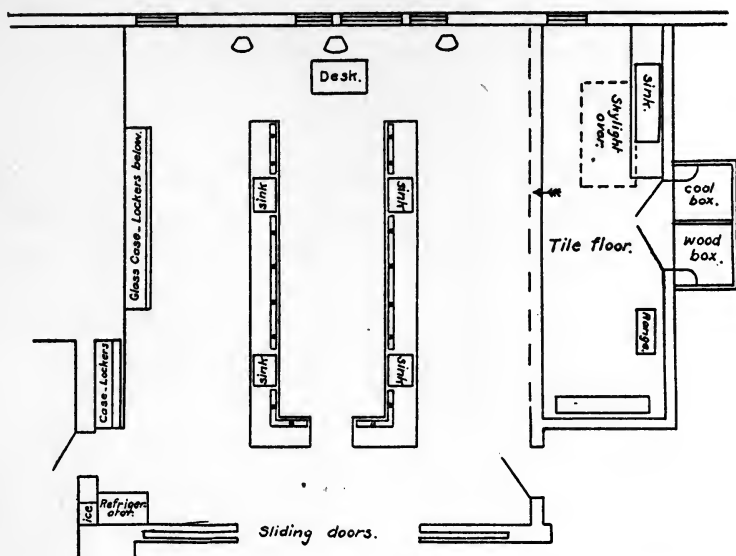 Desk.
sink.
Skylight
over.
Glass Case - Lockers below.
sink
sink
cool
box.
Tile floor.
wood
box.
Range.
Case - Lockers
sink
sink
ice
Refriger-
ator.
Sliding doors.